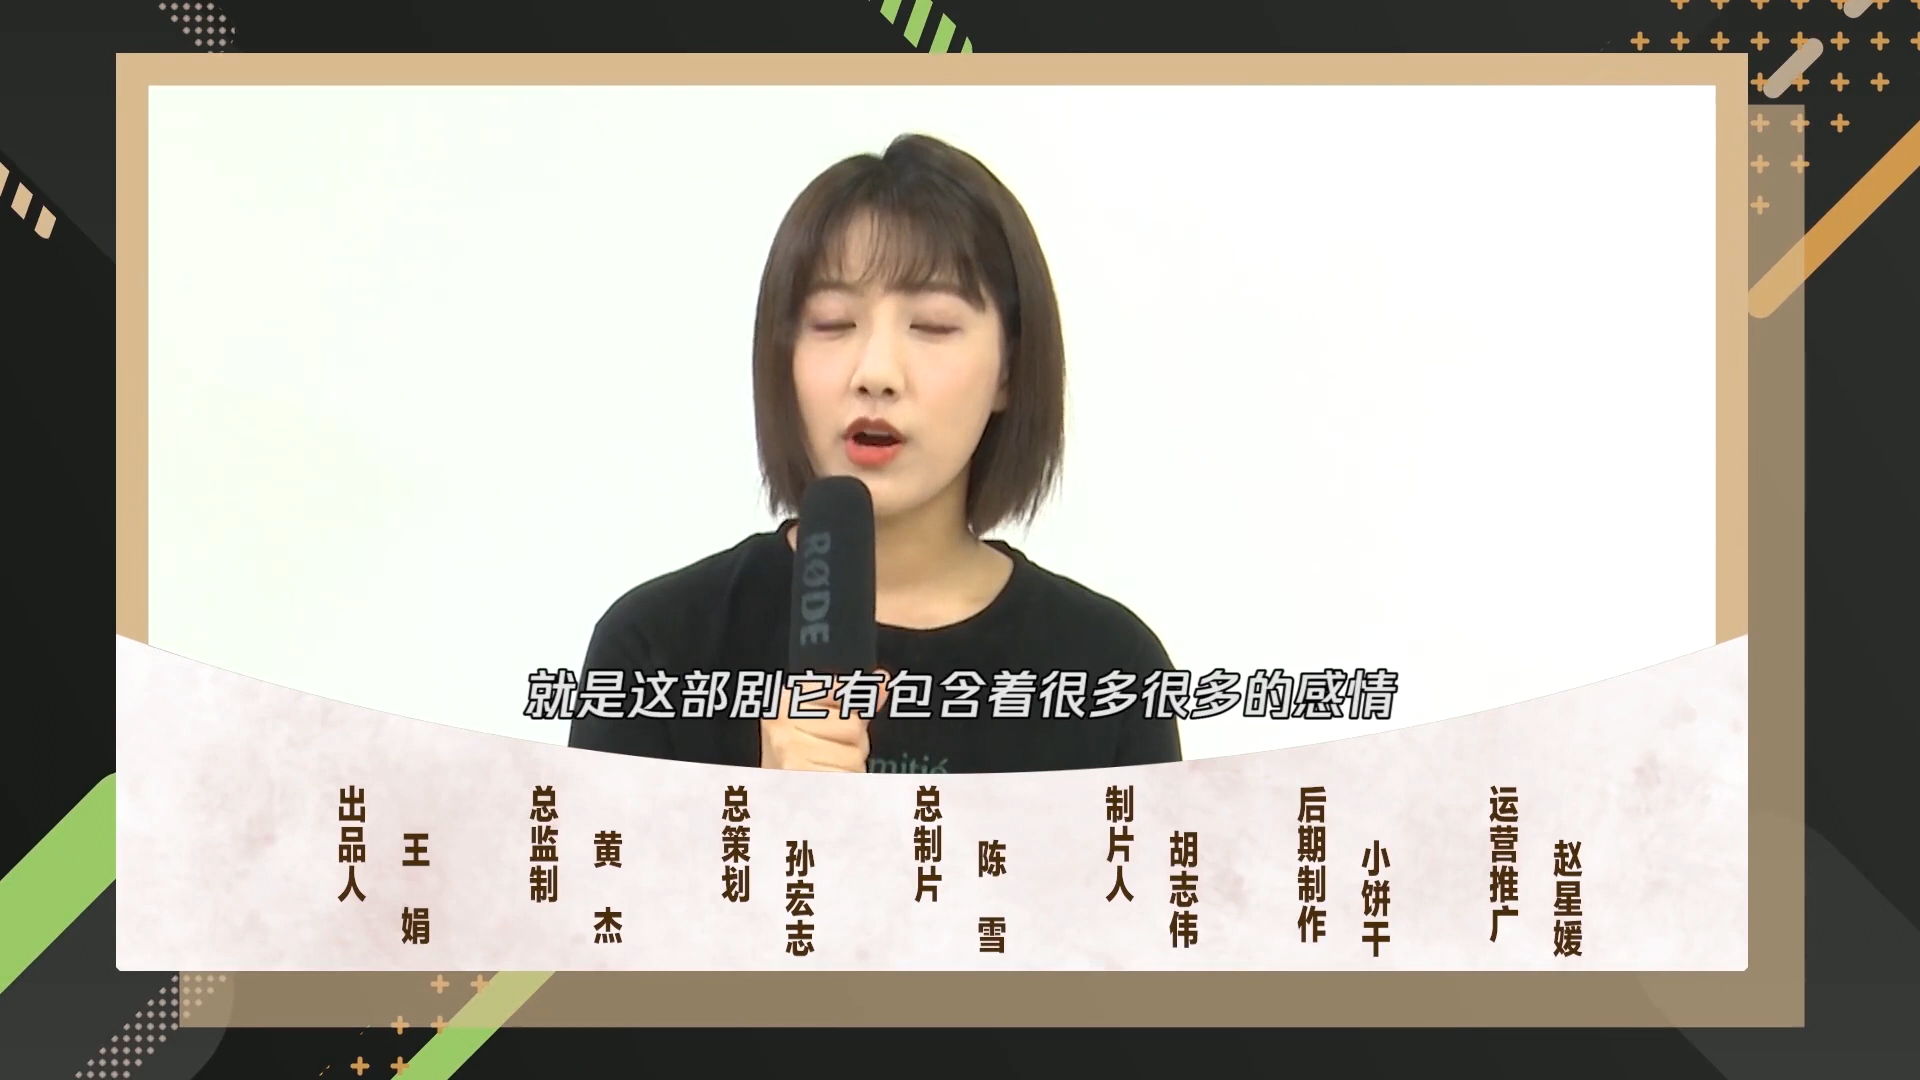 RØDE
就是这部剧它有包含着很多很多的感情
mitié
出品人
王娟
总监制
黄杰
总策划
孙宏志
总制片
陈雪
制片人
胡志伟
后期制作
小饼干
运营推广
赵星媛